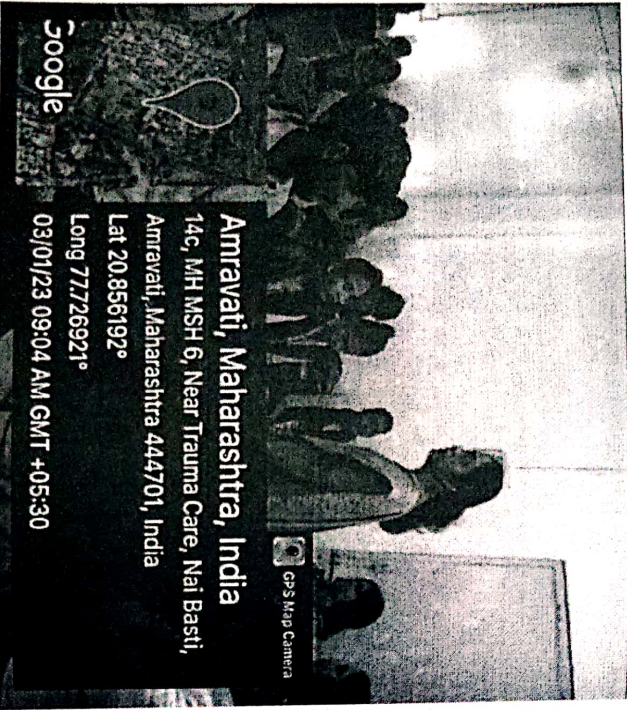 GPS Map Camera
Amravati, Maharashtra, India
14c, MH MSH 6, Near Trauma Care, Nai Basti,
Amravati, Maharashtra 444701, India
Lat 20.856192°
Long 77.726921°
03/01/23 09:04 AM GMT +05:30
Google